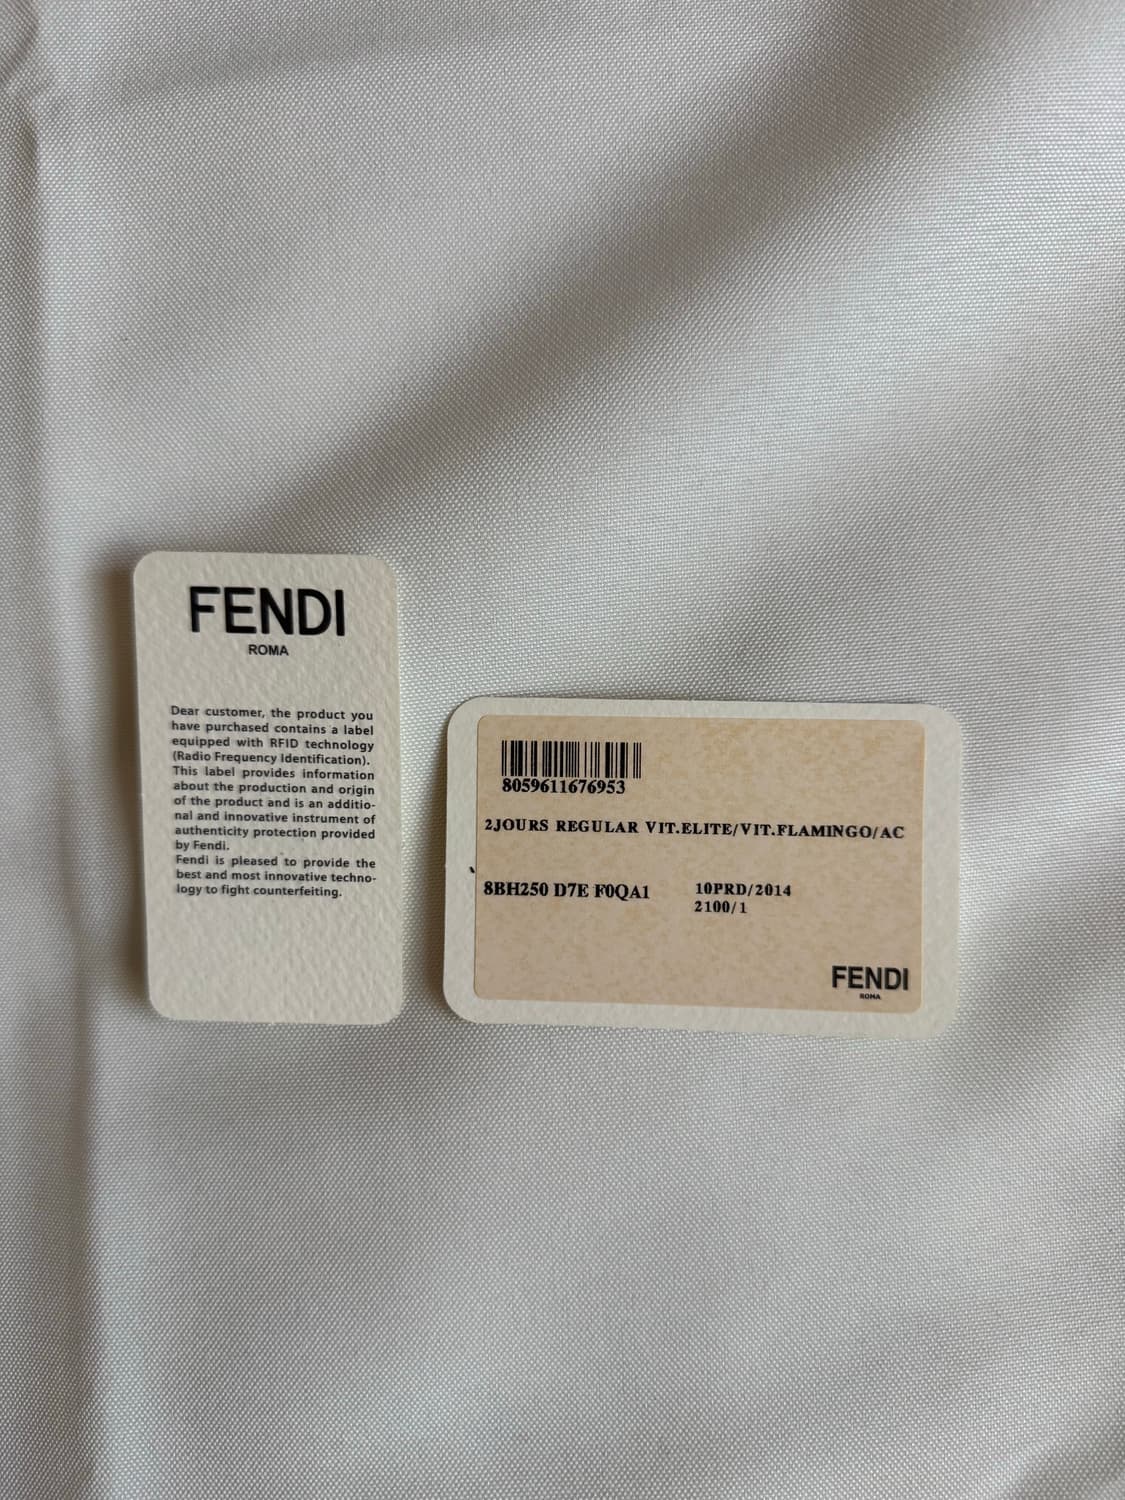 FENDI
ROMA
Dear customer, the product you
have purchased contains a label
equipped with RFID technology
(Radio Frequency Identification).
This label provides information
about the production and origin
of the product and is an additio-
nal and innovative instrument of
authenticity protection provided
by Fendi.
Fendi is pleased to provide the
best and most innovative techno-
logy to fight counterfeiting.
8059611676953
2JOURS REGULAR VIT.ELITE/VIT.FLAMINGO/AC
8BH250 D7E F0QA1
10PRD/2014
2100/1
FENDI
ROMA